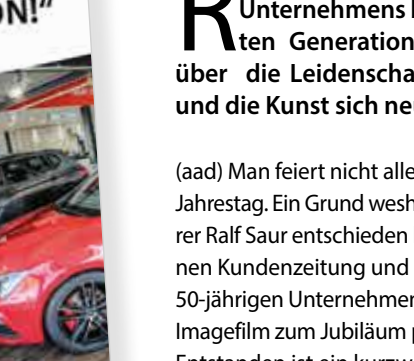 ON!“
R Unternehmens
ten Generation
über die Leidenscha
und die Kunst sich ne
(aad) Man feiert nicht alle
Jahrestag. Ein Grund wesh
rer Ralf Saur entschieden
nen Kundenzeitung und
50-jährigen Unternehmen
Imagefilm zum Jubiläum p